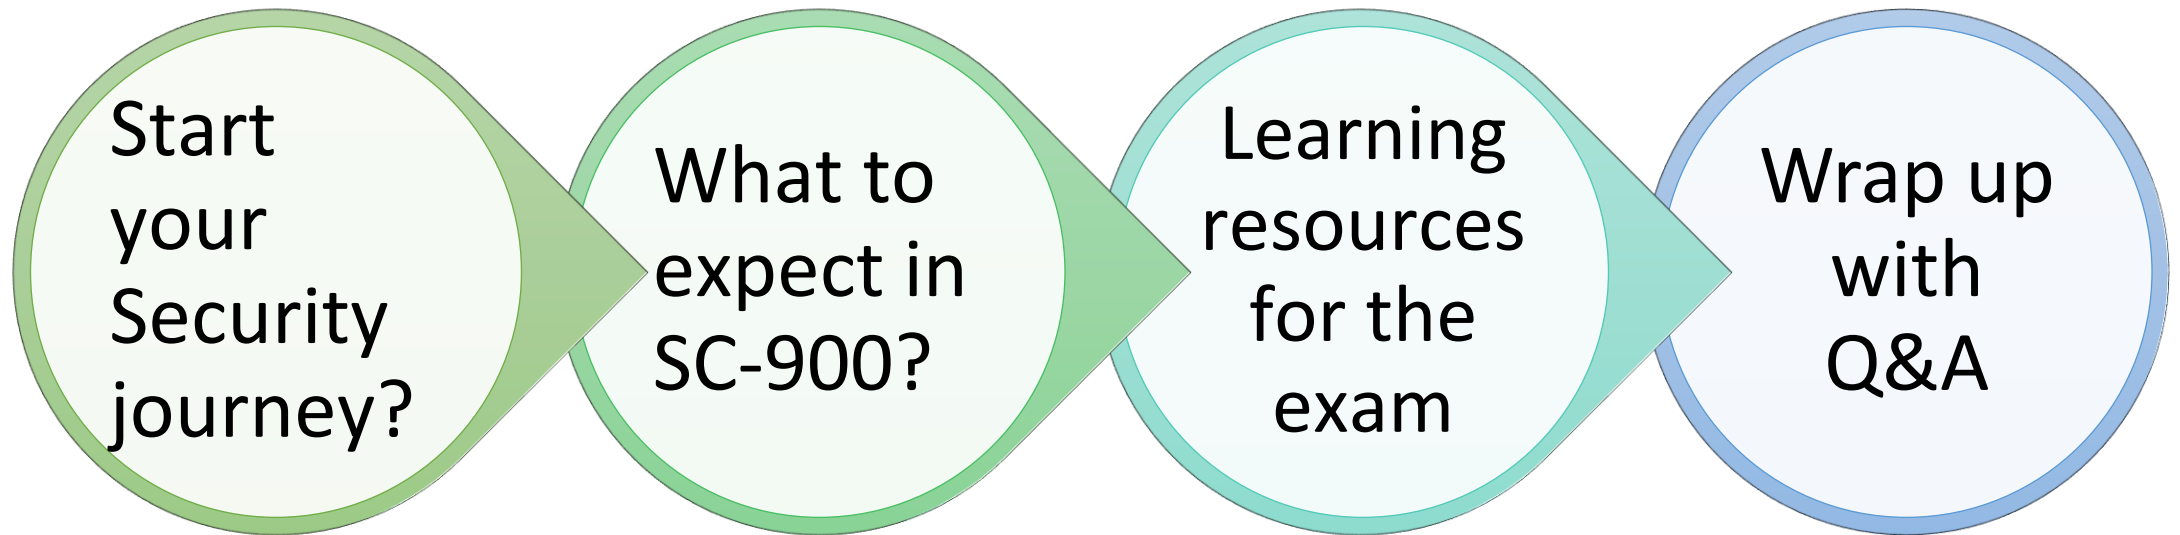 Start
your
Security
journey?
What to
expect in
SC-900?
Learning
resources
for the
exam
Wrap up
with
Q&A